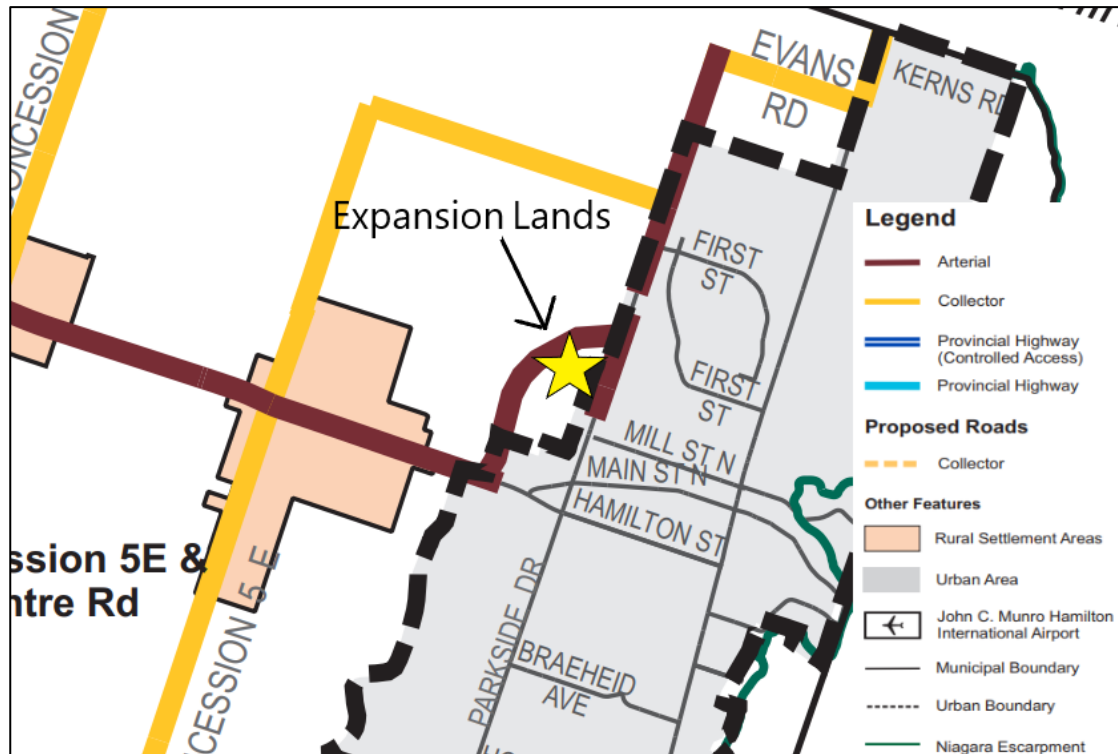 CONCESSION
EVANS
RD
KERNS RD
Expansion Lands
FIRST
ST
FIRST
ST
MILL ST N
MAIN ST N
HAMILTON ST
PARKSIDE DR
BRAEHEID
AVE
ssion 5E &
ntre Rd
CESSION 5 E
Legend
Arterial
Collector
Provincial Highway
(Controlled Access)
Provincial Highway
Proposed Roads
Collector
Other Features
Rural Settlement Areas
Urban Area
John C. Munro Hamilton
International Airport
Municipal Boundary
Urban Boundary
Niagara Escarpment